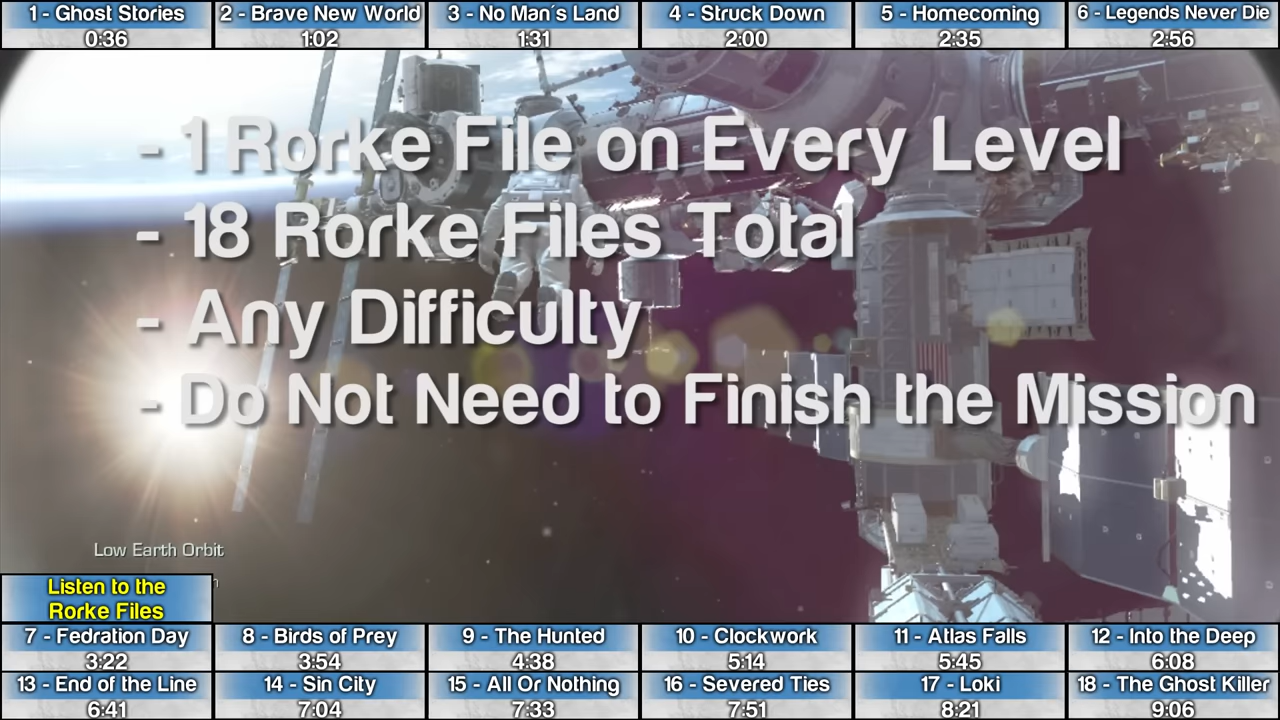 1 - Ghost Stories
0:36
2 - Brave New World
1:02
3 - No Man´s Land
1:31
4 - Struck Down
2:00
5 - Homecoming
2:35
6 - Legends Never Die
2:56
- 1 Rorke File on Every Level
- 18 Rorke Files Total
- Any Difficulty
- Do Not Need to Finish the Mission
Low Earth Orbit
Listen to the
Rorke Files
7 - Fedration Day
3:22
8 - Birds of Prey
3:54
9 - The Hunted
4:38
10 - Clockwork
5:14
11 - Atlas Falls
5:45
12 - Into the Deep
6:08
13 - End of the Line
6:41
14 - Sin City
7:04
15 - All Or Nothing
7:33
16 - Severed Ties
7:51
17 - Loki
8:21
18 - The Ghost Killer
9:06